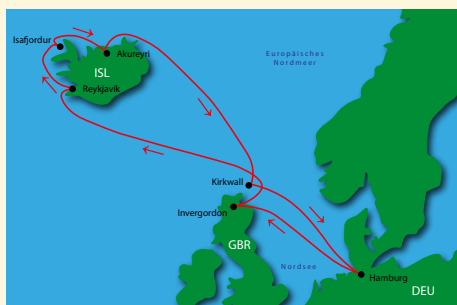 Isafjordur
Akureyri
Europäisches
Nordmeer
ISL
Reykjavik
Kirkwall
Invergordon
GBR
Nordsee
Hamburg
DEU